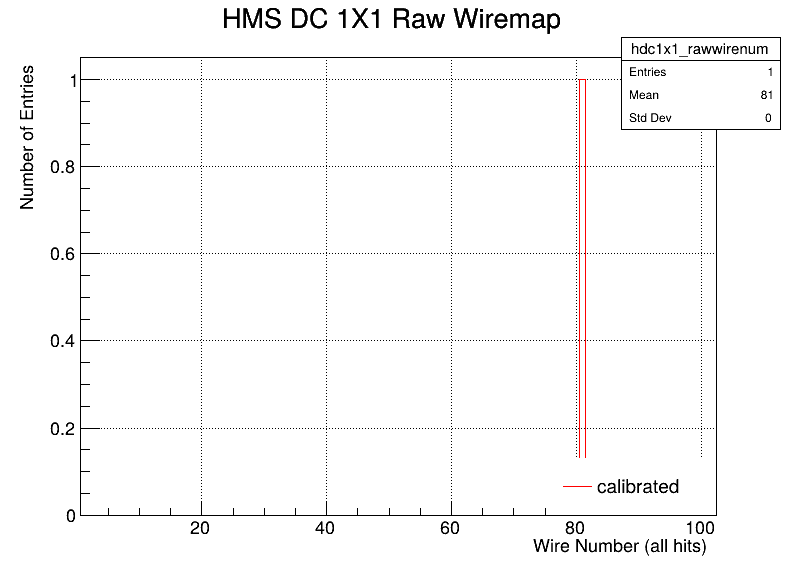 HMS DC 1X1 Raw Wiremap
hdc1x1_rawwirenum
Entries 1
Mean 81
Std Dev 0
Number of Entries
1
0.8
0.6
0.4
0.2
0
calibrated
20 40 60 80 100
Wire Number (all hits)